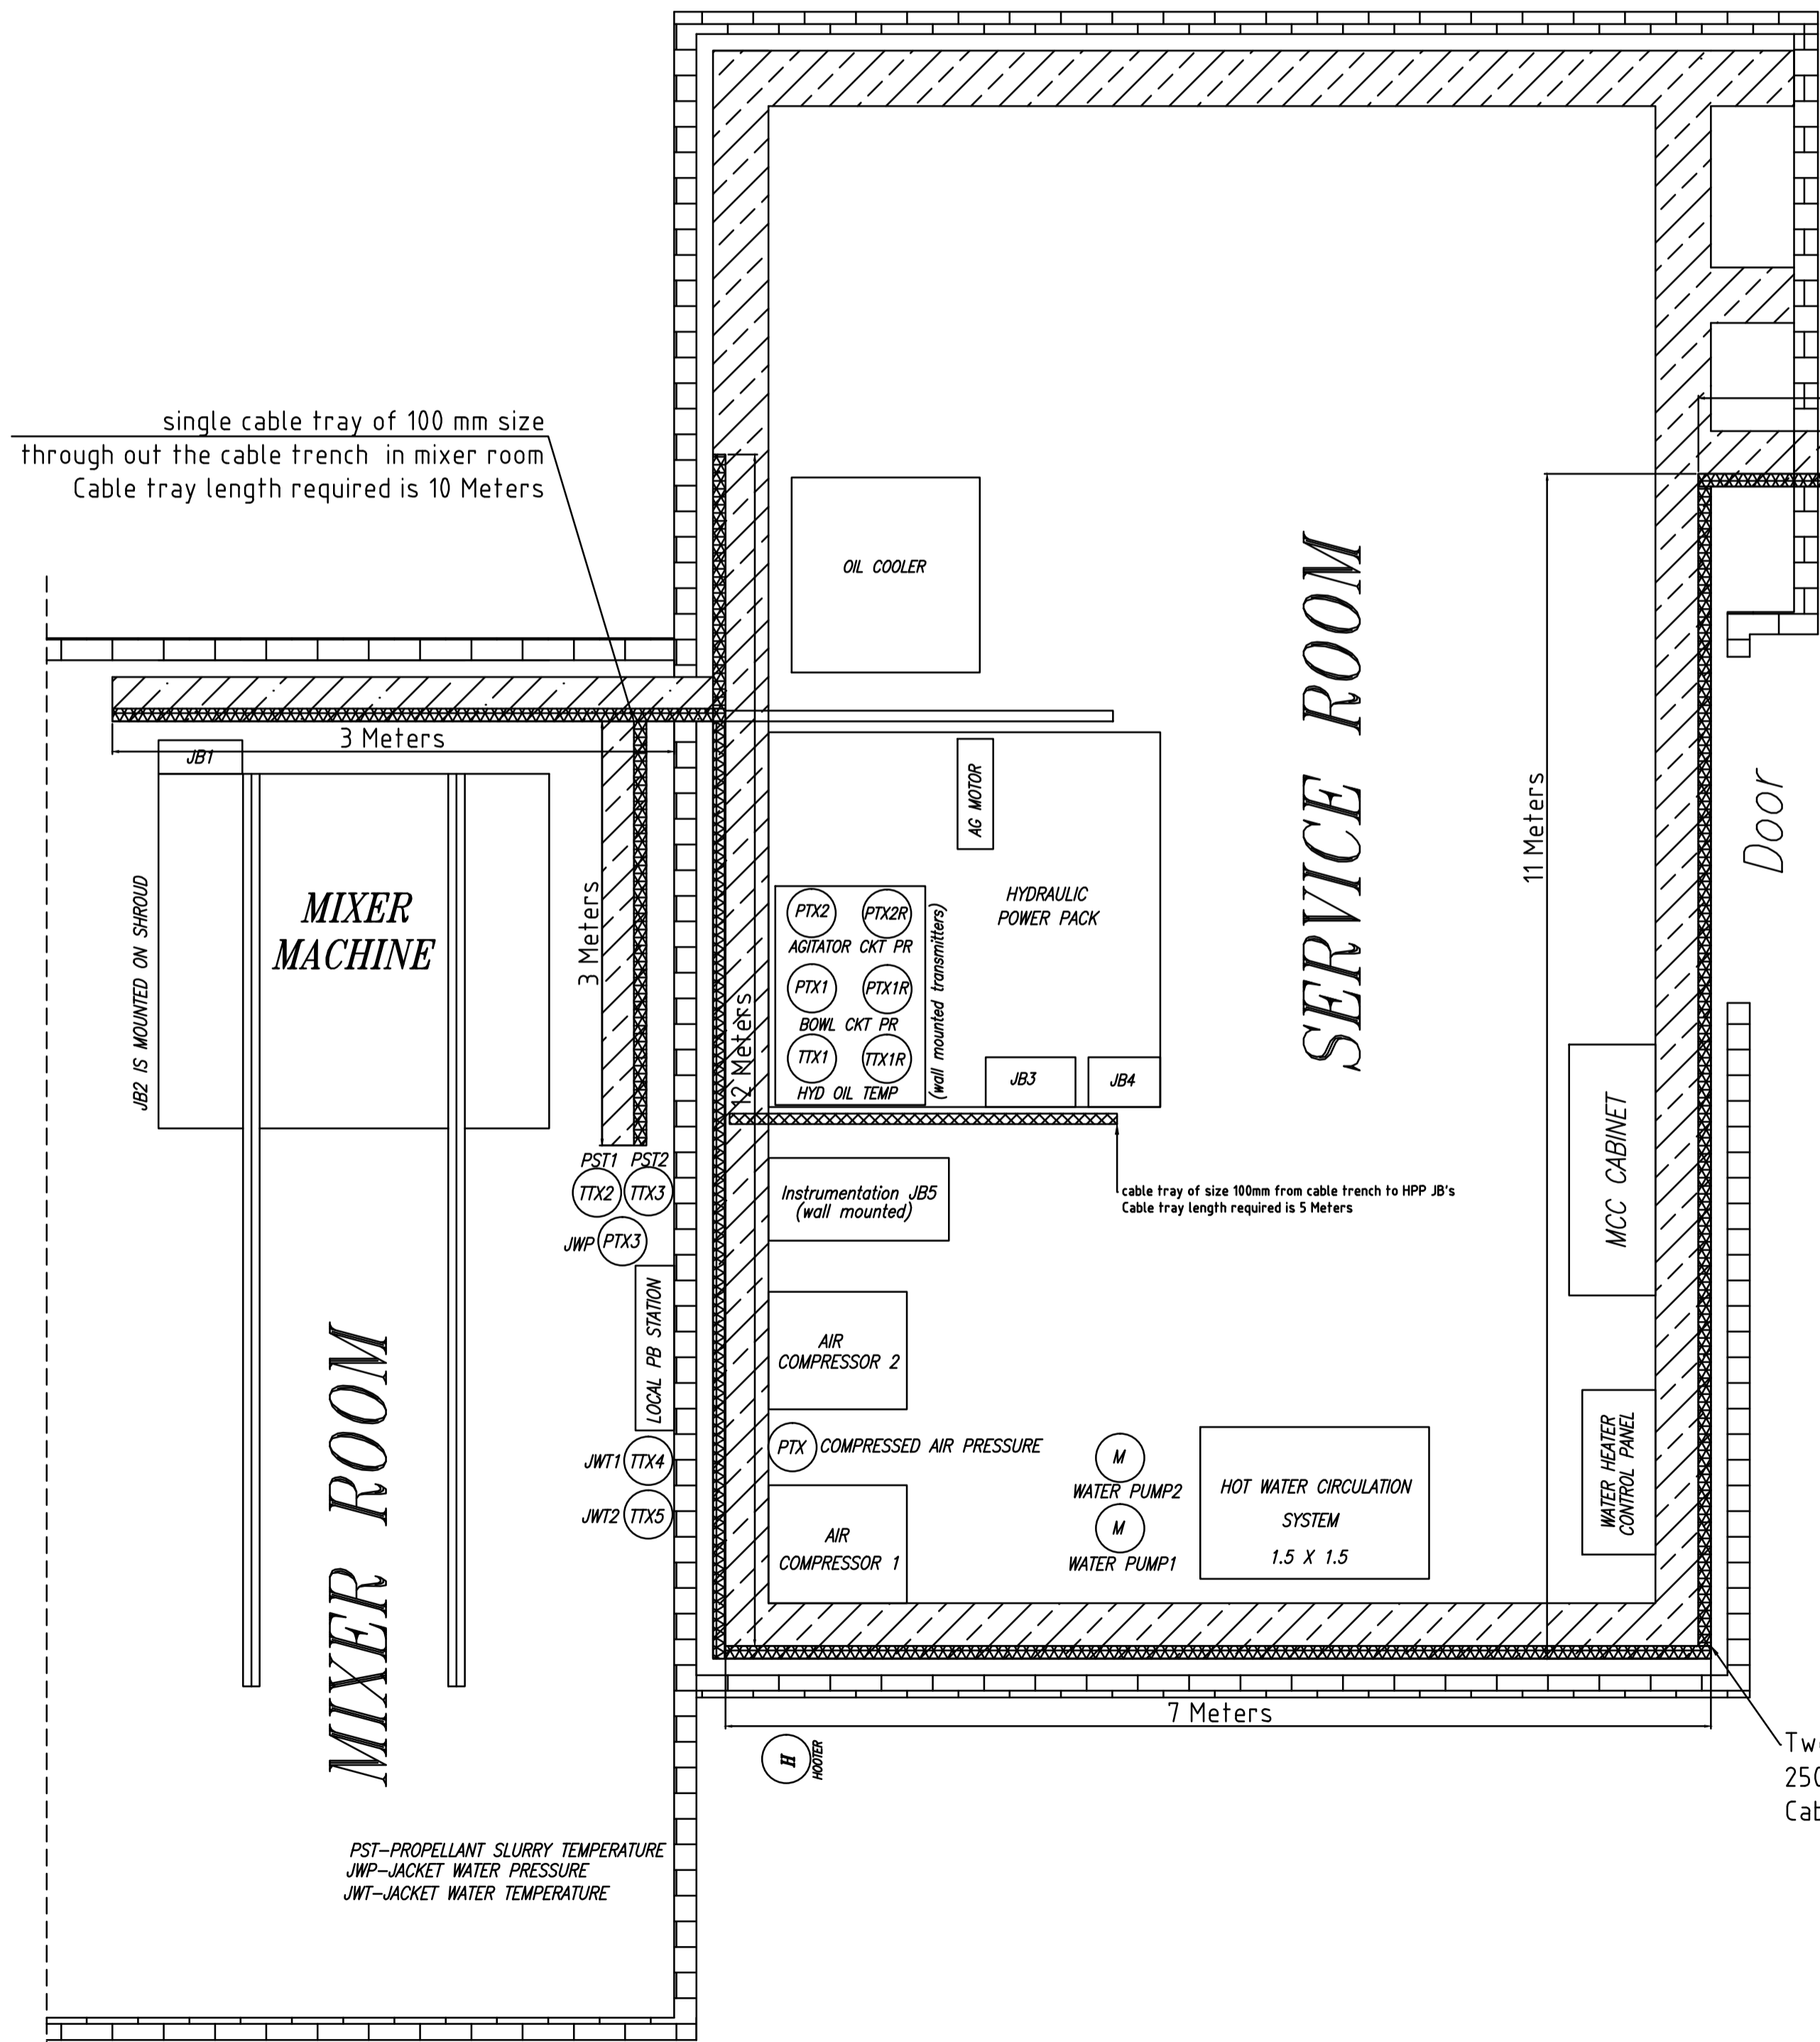 single cable tray of 100 mm size
through out the cable trench in mixer room
Cable tray length required is 10 Meters
OIL COOLER
SERVICE ROOM
3 Meters
JB1
AG MOTOR
11 Meters
Door
JB2 IS MOUNTED ON SHROUD
MIXER
MACHINE
3 Meters
HYDRAULIC
POWER PACK
PTX2 PTX2R
AGITATOR CKT PR
PTX1 PTX1R
BOWL CKT PR
TTX1 TTX1R
HYD OIL TEMP
(wall mounted transmitters)
12 Meters
JB3
JB4
PST1 PST2
TTX2 TTX3
JWP PTX3
Instrumentation JB5
(wall mounted)
cable tray of size 100mm from cable trench to HPP JB's
Cable tray length required is 5 Meters
MCC CABINET
LOCAL PB STATION
AIR
COMPRESSOR 2
MIXER ROOM
JWT1 TTX4
JWT2 TTX5
PTX COMPRESSED AIR PRESSURE
M
WATER PUMP2
M
WATER PUMP1
HOT WATER CIRCULATION
SYSTEM
1.5 X 1.5
WATER HEATER
CONTROL PANEL
AIR
COMPRESSOR 1
7 Meters
H
HOOTER
250
PST-PROPELLANT SLURRY TEMPERATURE
JWP-JACKET WATER PRESSURE
JWT-JACKET WATER TEMPERATURE